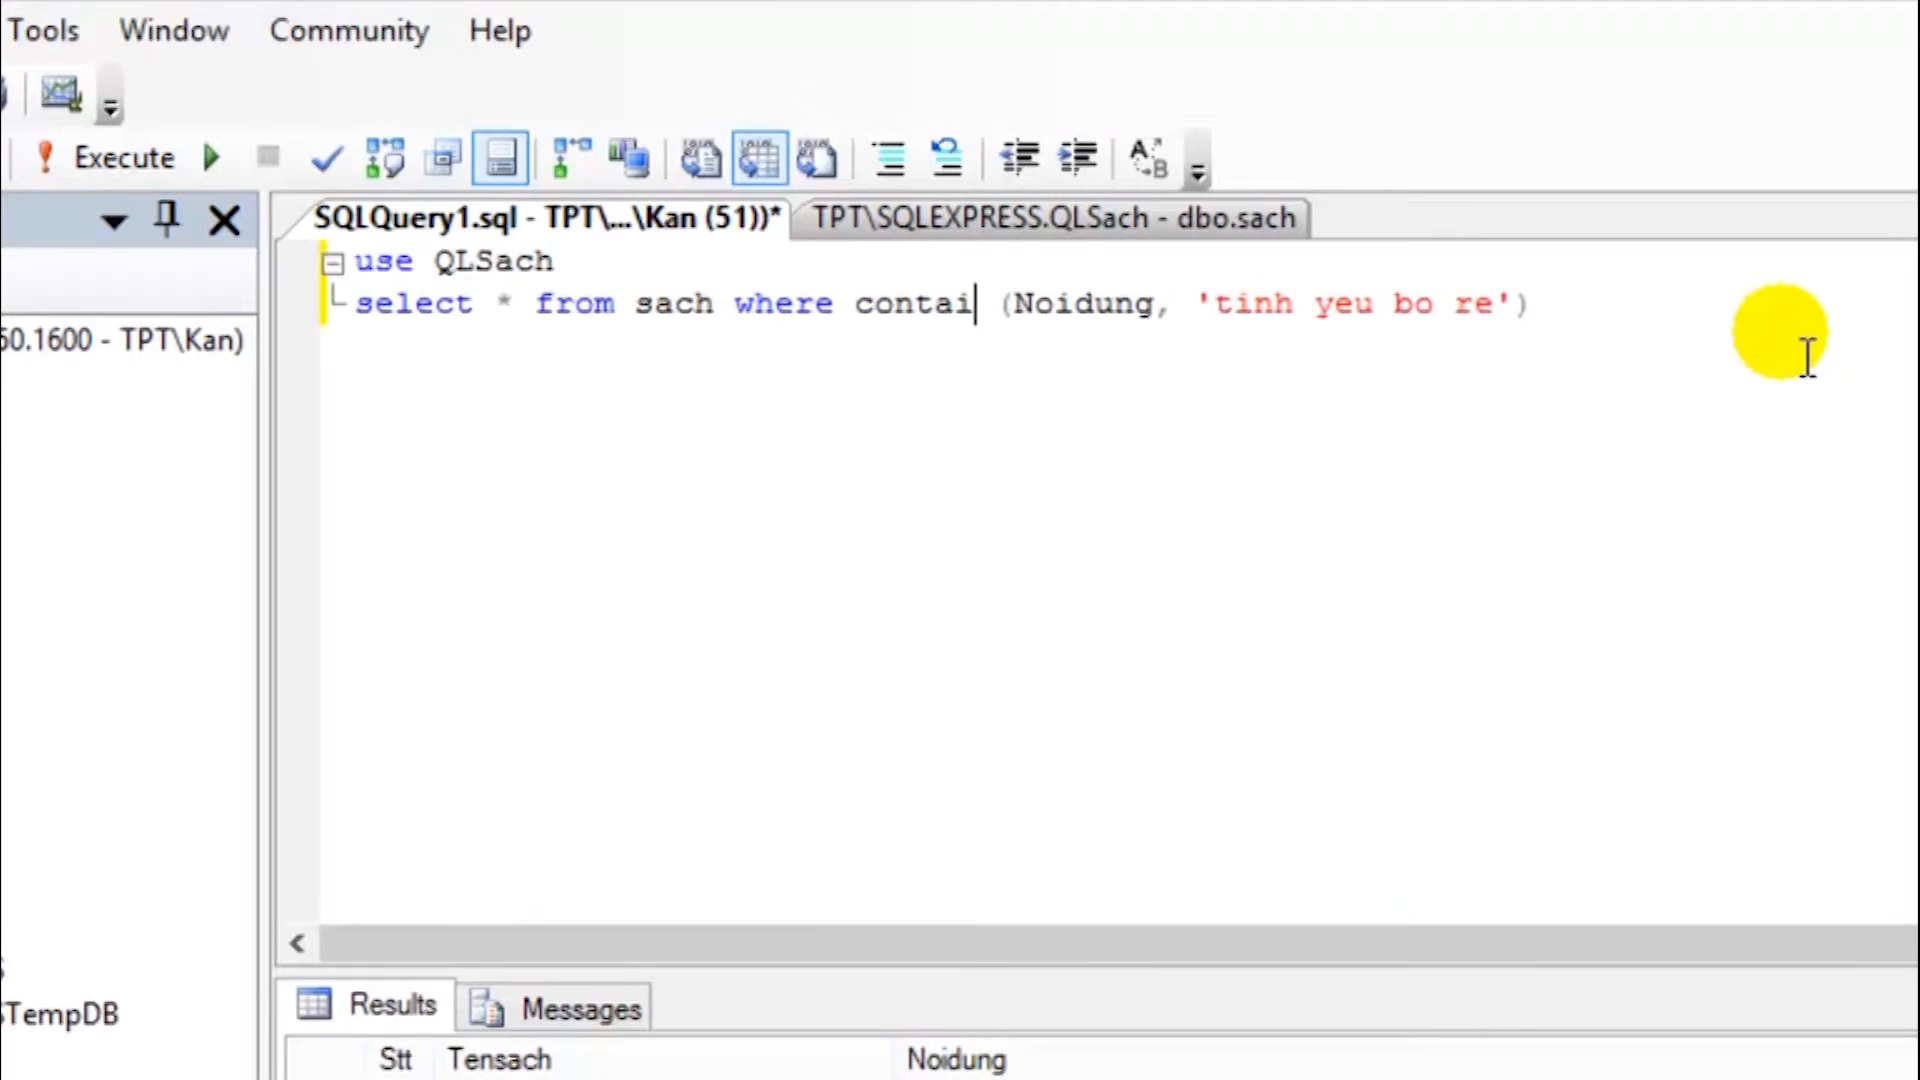 Tools Window Community Help
Execute
SQLQuery1.sql - TPT\...\Kan (51))* TPT\SQLEXPRESS.QLSach - dbo.sach
use QLSach
select * from sach where contai (Noidung, 'tinh yeu bo re')
50.1600 - TPT\Kan)
TempDB
Results Messages
Stt Tensach Noidung